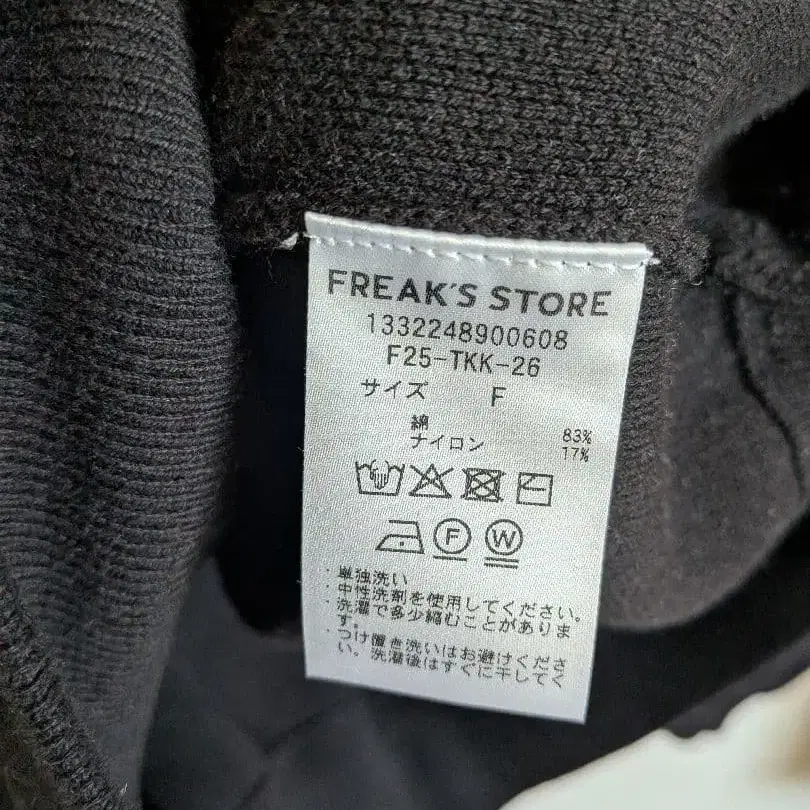 FREAK'S STORE
1332248900608
F25-TKK-26
サイズ F
綿 83%
ナイロン 17%
F W
・単独洗い
・中性洗剤を使用してください。
・洗濯で多少縮むことがありま
す。
・つけ置き洗いはお避けくださ
い。洗濯後はすぐに干してく